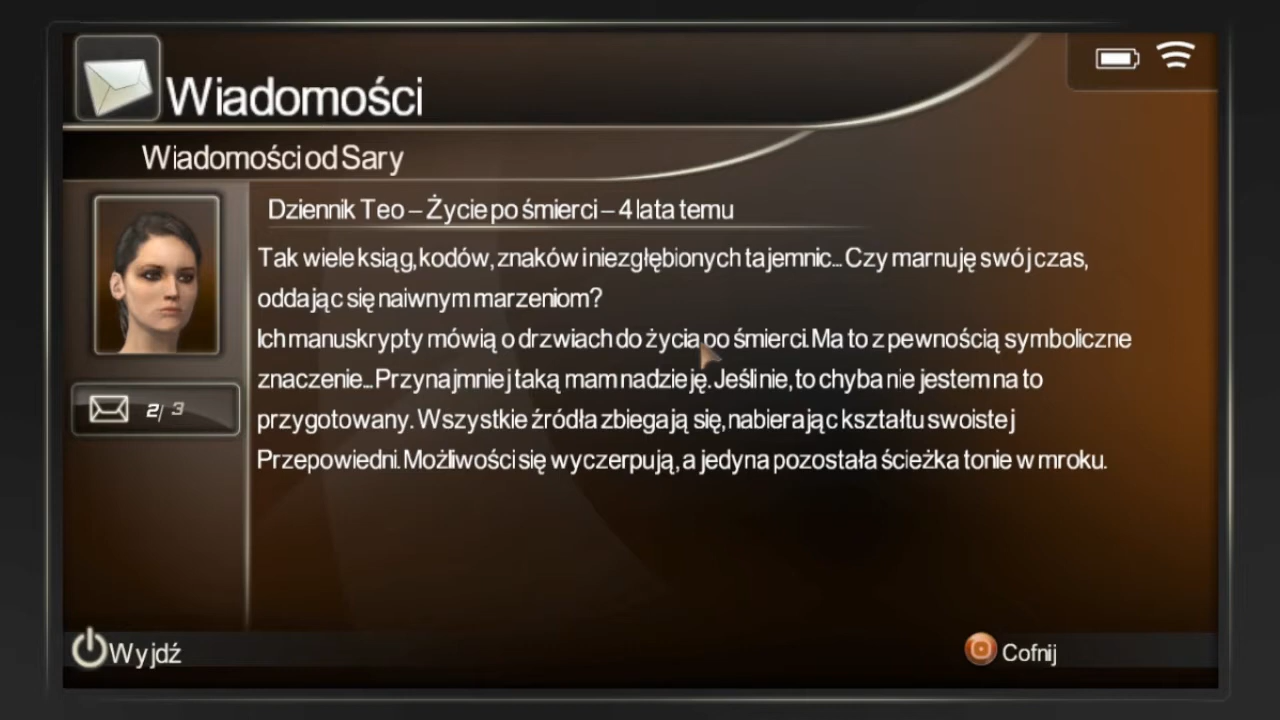 Wiadomości
Wiadomości od Sary
Dziennik Teo – Życie po śmierci – 4 lata temu
Tak wiele ksiąg, kodów, znaków i niezgłębionych tajemnic... Czy marnuję swój czas,
oddając się naiwnym marzeniom?
Ich manuskrypty mówią o drzwiach do życia po śmierci. Ma to z pewnością symboliczne
znaczenie... Przynajmniej taką mam nadzieję. Jeśli nie, to chyba nie jestem na to
przygotowany. Wszystkie źródła zbiegają się, nabierając kształtu swoistej
Przepowiedni. Możliwości się wyczerpują, a jedyna pozostała ścieżka tonie w mroku.
2/ 3
Wyjdź
Cofnij